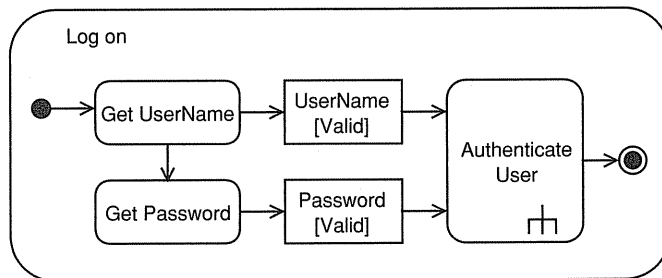 Log on
Get UserName
UserName
[Valid]
Authenticate
User
Get Password
Password
[Valid]